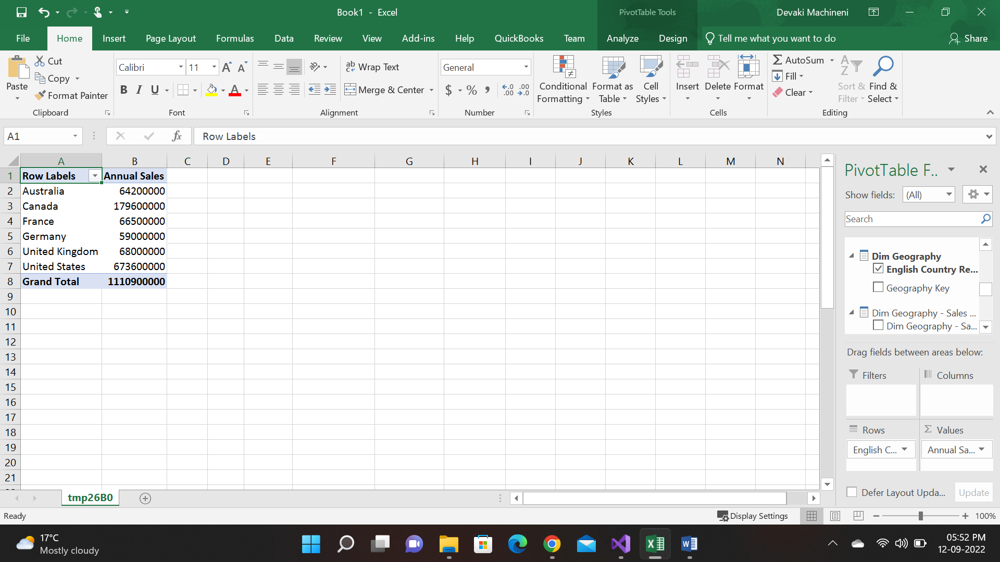 Book1 - Excel
PivotTable Tools
Devaki Machineni
File Home Insert Page Layout Formulas Data Review View Add-ins Help QuickBooks Team Analyze Design Tell me what you want to do Share
Paste
Cut
Copy
Format Painter
Clipboard
Calibri 11
B I U
Font
Wrap Text
Merge & Center
Alignment
General
$ % ,
Number
Conditional Formatting
Format as Table
Cell Styles
Styles
Insert Delete Format
Cells
AutoSum
Fill
Clear
Sort & Filter
Find & Select
Editing
A1 fx Row Labels
A B C D E F G H I J K L M N
1 Row Labels Annual Sales
2 Australia 64200000
3 Canada 179600000
4 France 66500000
5 Germany 59000000
6 United Kingdom 68000000
7 United States 673600000
8 Grand Total 1110900000
9
10
11
12
13
14
15
16
17
18
19
20
21
PivotTable F..
Show fields: (All)
Search
Dim Geography
English Country Re...
Geography Key
Dim Geography - Sales ...
Dim Geography - Sa...
Drag fields between areas below:
Filters Columns
Rows Values
English C... Annual Sa...
Defer Layout Upda... Update
tmp26B0
Ready Display Settings 100%
17°C
Mostly cloudy
05:52 PM
12-09-2022